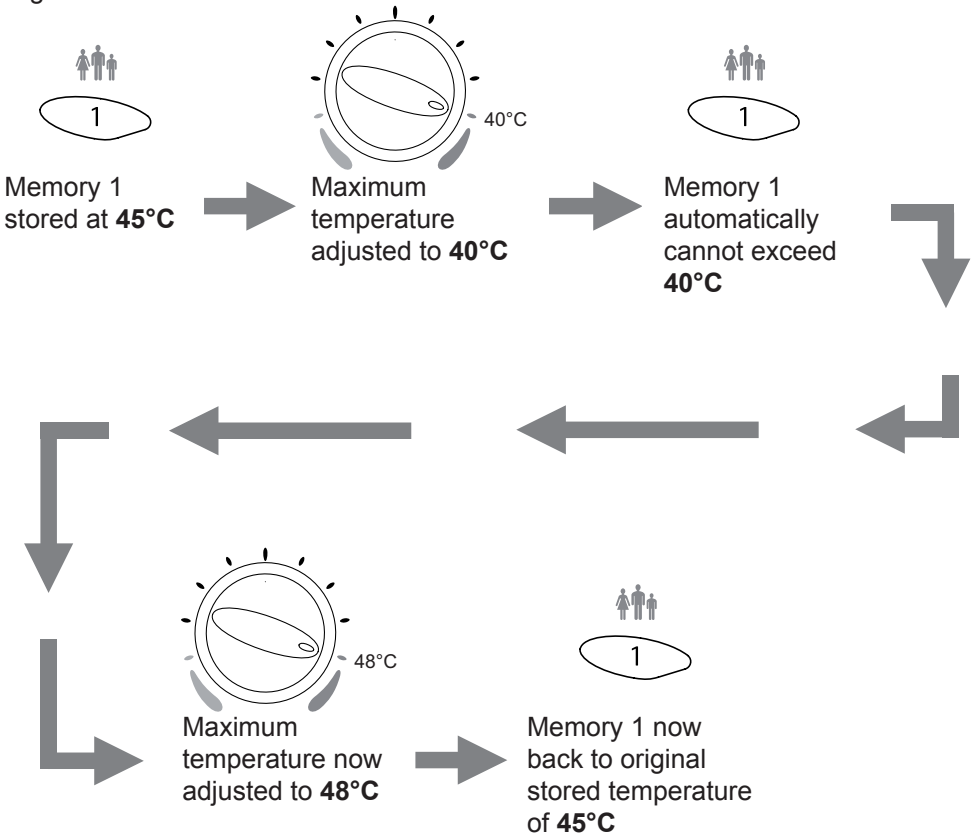 1
40°C
1
Memory 1
stored at 45°C
Maximum
temperature
adjusted to 40°C
Memory 1
automatically
cannot exceed
40°C
48°C
1
Maximum
temperature now
adjusted to 48°C
Memory 1 now
back to original
stored temperature
of 45°C